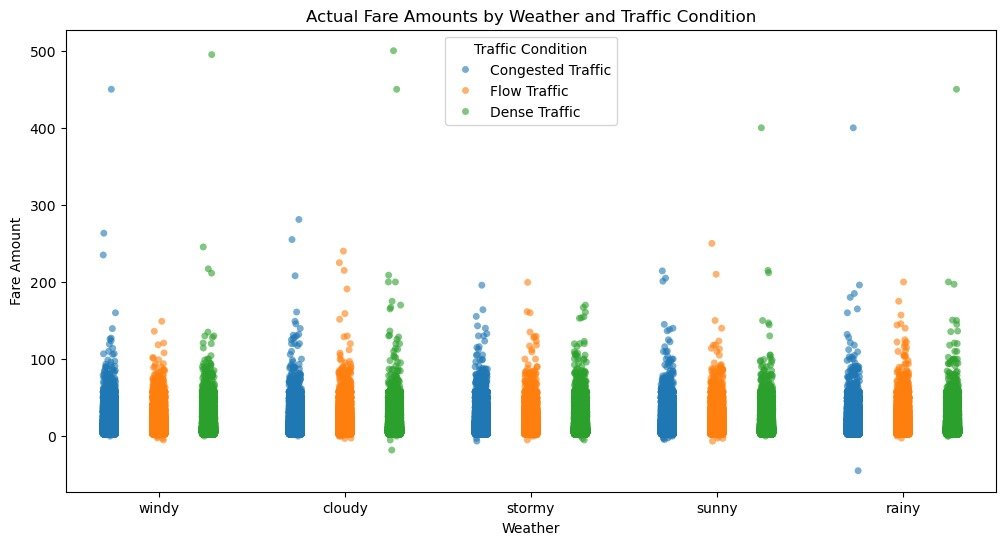 Actual Fare Amounts by Weather and Traffic Condition
Traffic Condition
Congested Traffic
Flow Traffic
Dense Traffic
Fare Amount
500
400
300
200
100
0
windy
cloudy
stormy
sunny
rainy
Weather